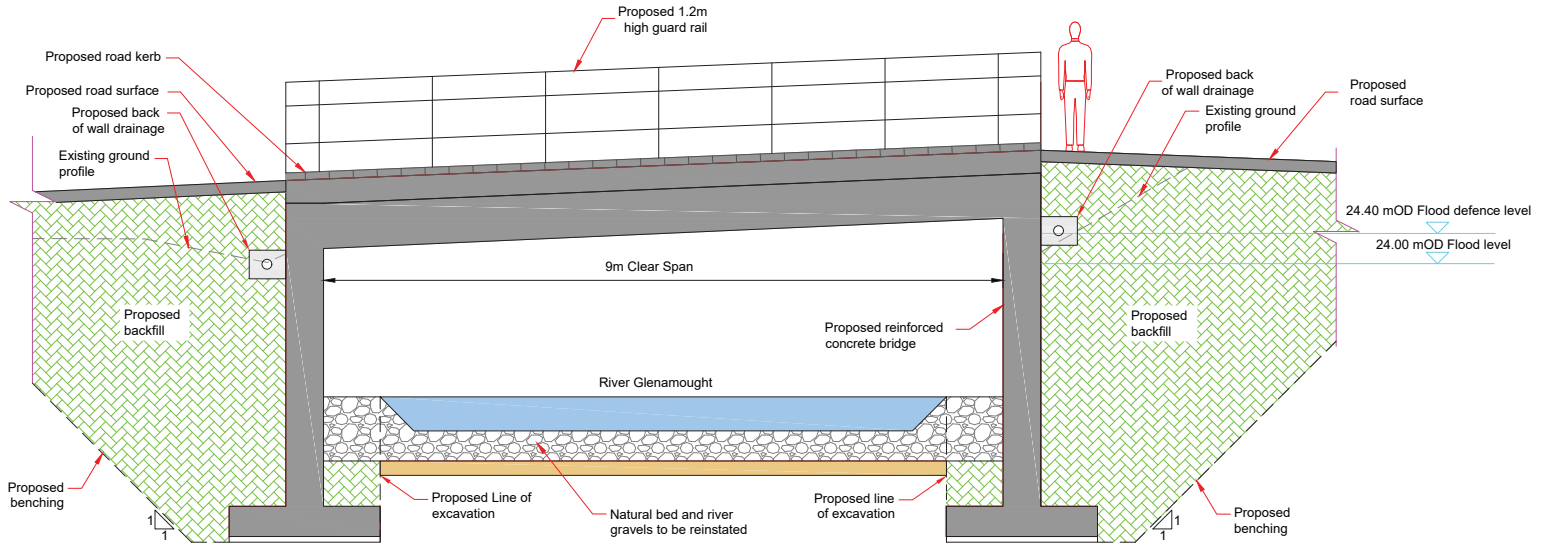 Proposed 1.2m
high guard rail
Proposed road kerb
Proposed road surface
Proposed back
of wall drainage
Existing ground
profile
Proposed back
of wall drainage
Existing ground
profile
Proposed
road surface
24.40 mOD Flood defence level
24.00 mOD Flood level
9m Clear Span
Proposed
backfill
Proposed reinforced
concrete bridge
Proposed
backfill
River Glenamought
Proposed
benching
1
1
Proposed Line of
excavation
Natural bed and river
gravels to be reinstated
Proposed line
of excavation
1
1
Proposed
benching